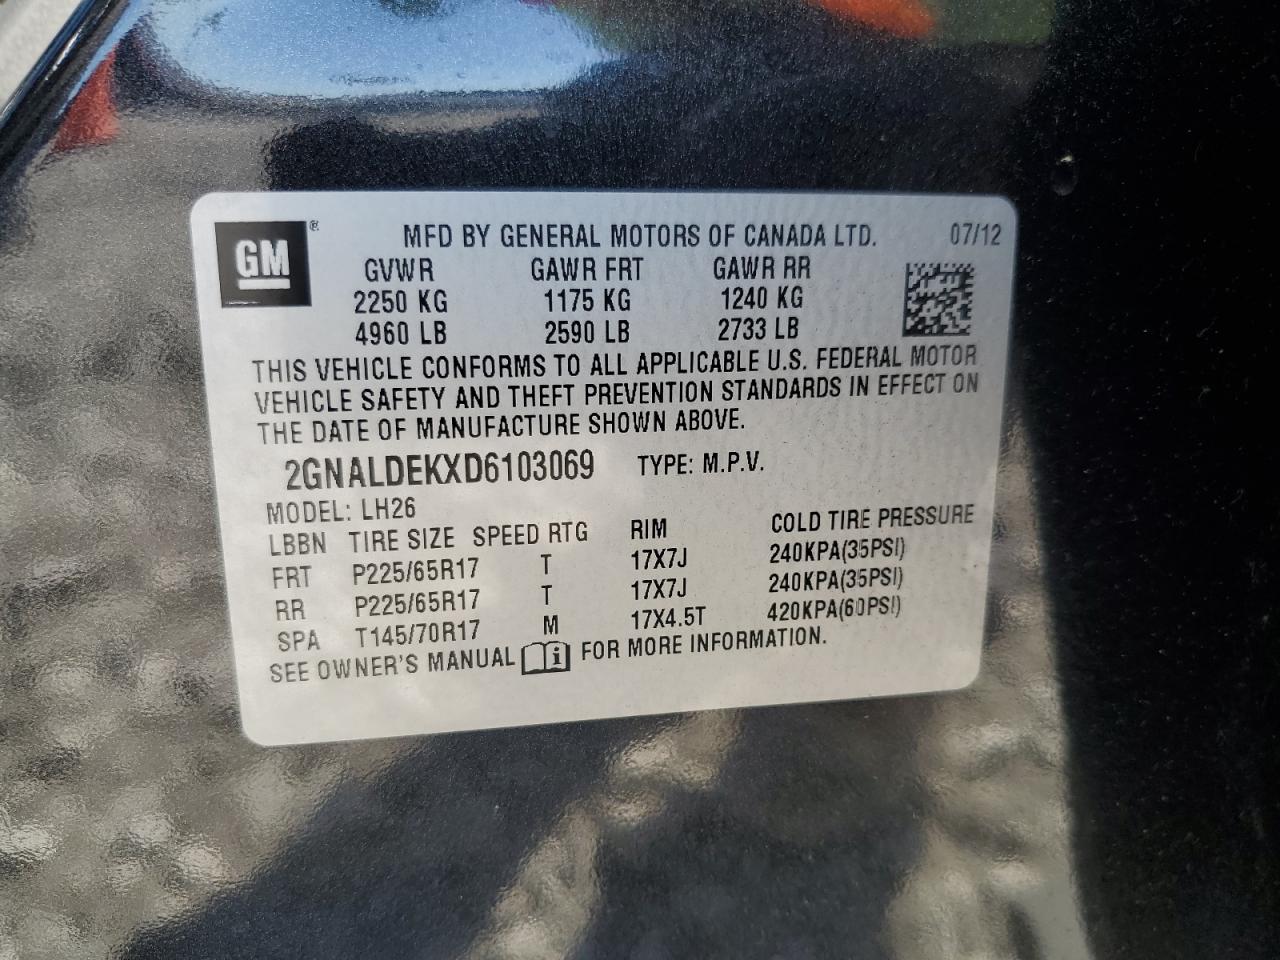 GM ®
MFD BY GENERAL MOTORS OF CANADA LTD. 07/12
GVWR GAWR FRT GAWR RR
2250 KG 1175 KG 1240 KG
4960 LB 2590 LB 2733 LB
THIS VEHICLE CONFORMS TO ALL APPLICABLE U.S. FEDERAL MOTOR
VEHICLE SAFETY AND THEFT PREVENTION STANDARDS IN EFFECT ON
THE DATE OF MANUFACTURE SHOWN ABOVE.
2GNALDEKXD6103069 TYPE: M.P.V.
MODEL: LH26
LBBN TIRE SIZE SPEED RTG RIM COLD TIRE PRESSURE
FRT P225/65R17 T 17X7J 240KPA(35PSI)
RR P225/65R17 T 17X7J 240KPA(35PSI)
SPA T145/70R17 M 17X4.5T 420KPA(60PSI)
SEE OWNER'S MANUAL i FOR MORE INFORMATION.